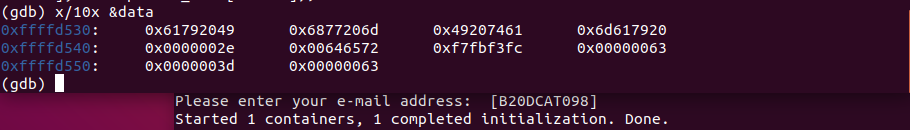 (gdb) x/10x &data
0xffffd530: 0x61792049 0x6877206d 0x49207461 0x6d617920
0xffffd540: 0x0000002e 0x00646572 0xf7fbf3fc 0x00000063
0xffffd550: 0x0000003d 0x00000063
(gdb)
Please enter your e-mail address: [B20DCAT098]
Started 1 containers, 1 completed initialization. Done.